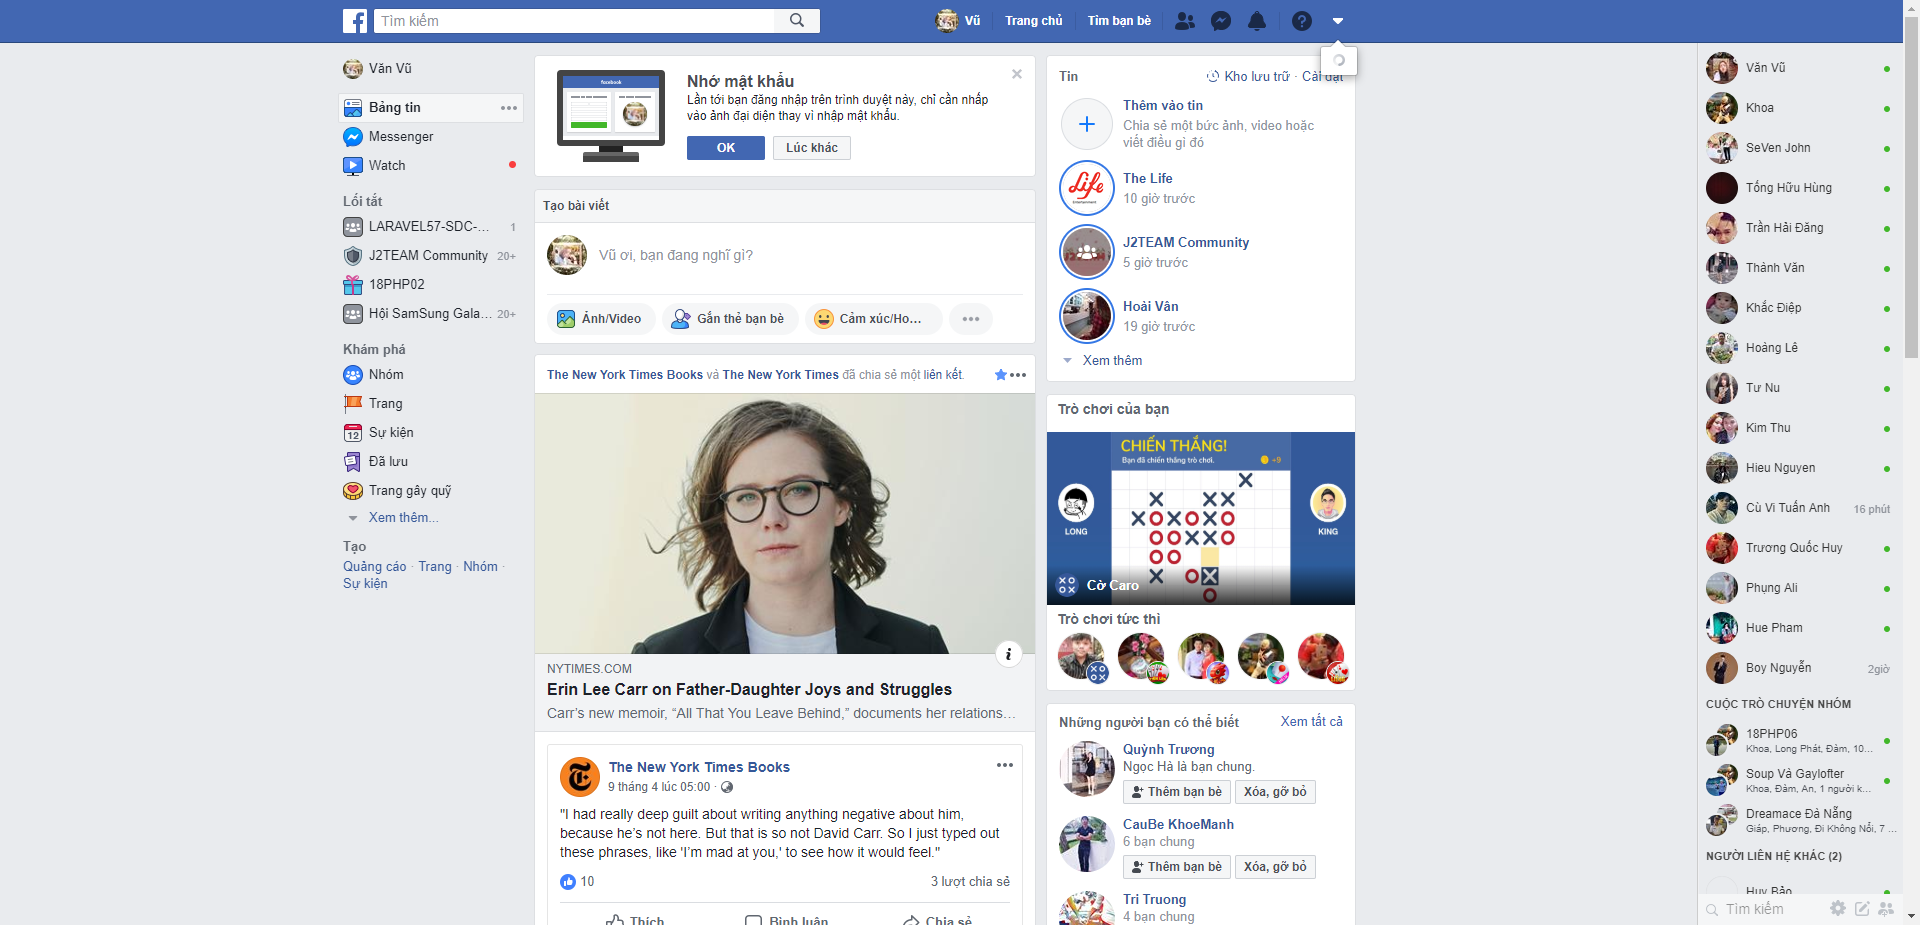 Tìm kiếm
Vũ
Trang chủ
Tìm bạn bè
Văn Vũ
Bảng tin
Messenger
Watch
Lối tắt
LARAVEL57-SDC-... 1
J2TEAM Community 20+
18PHP02
Hội SamSung Gala... 20+
Khám phá
Nhóm
Trang
Sự kiện
12
Đã lưu
Trang gây quỹ
Xem thêm...
Tạo
Quảng cáo · Trang · Nhóm ·
Sự kiện
facebook
Nhớ mật khẩu
Lần tới bạn đăng nhập trên trình duyệt này, chỉ cần nhấp
vào ảnh đại diện thay vì nhập mật khẩu.
OK
Lúc khác
Tạo bài viết
Vũ ơi, bạn đang nghĩ gì?
Ảnh/Video
Gắn thẻ bạn bè
Cảm xúc/Ho...
The New York Times Books và The New York Times đã chia sẻ một liên kết.
NYTIMES.COM
Erin Lee Carr on Father-Daughter Joys and Struggles
Carr's new memoir, “All That You Leave Behind,” documents her relations...
The New York Times Books
9 tháng 4 lúc 05:00 ·
"I had really deep guilt about writing anything negative about him,
because he's not here. But that is so not David Carr. So I just typed out
these phrases, like 'I'm mad at you,' to see how it would feel."
10
3 lượt chia sẻ
Thích
Bình luận
Chia sẻ
Tin
Kho lưu trữ · Cài đặt
Thêm vào tin
Chia sẻ một bức ảnh, video hoặc
viết điều gì đó
Life
The Life
10 giờ trước
J2TEAM Community
5 giờ trước
Hoài Vân
19 giờ trước
Xem thêm
Trò chơi của bạn
CHIẾN THẮNG!
Bạn đã chiến thắng trò chơi.
+9
LONG
KING
Cờ Caro
Trò chơi tức thì
Những người bạn có thể biết
Xem tất cả
Quỳnh Trương
Ngọc Hà là bạn chung.
Thêm bạn bè
Xóa, gỡ bỏ
CauBe KhoeManh
6 bạn chung
Thêm bạn bè
Xóa, gỡ bỏ
Tri Truong
4 bạn chung
Văn Vũ
Khoa
SeVen John
Tống Hữu Hùng
Trần Hải Đăng
Thành Văn
Khắc Điệp
Hoàng Lê
Tư Nu
Kim Thu
Hieu Nguyen
Cù Vi Tuấn Anh 16 phút
Trương Quốc Huy
Phụng Ali
Hue Pham
Boy Nguyễn 2giờ
CUỘC TRÒ CHUYỆN NHÓM
18PHP06
Khoa, Long Phát, Đàm, 10...
Soup Và Gaylofter
Khoa, Đàm, An, 1 người k...
Dreamace Đà Nẵng
Giáp, Phương, Đi Không Nổi, 7 ...
NGƯỜI LIÊN HỆ KHÁC (2)
Huy Bảo
Tìm kiếm